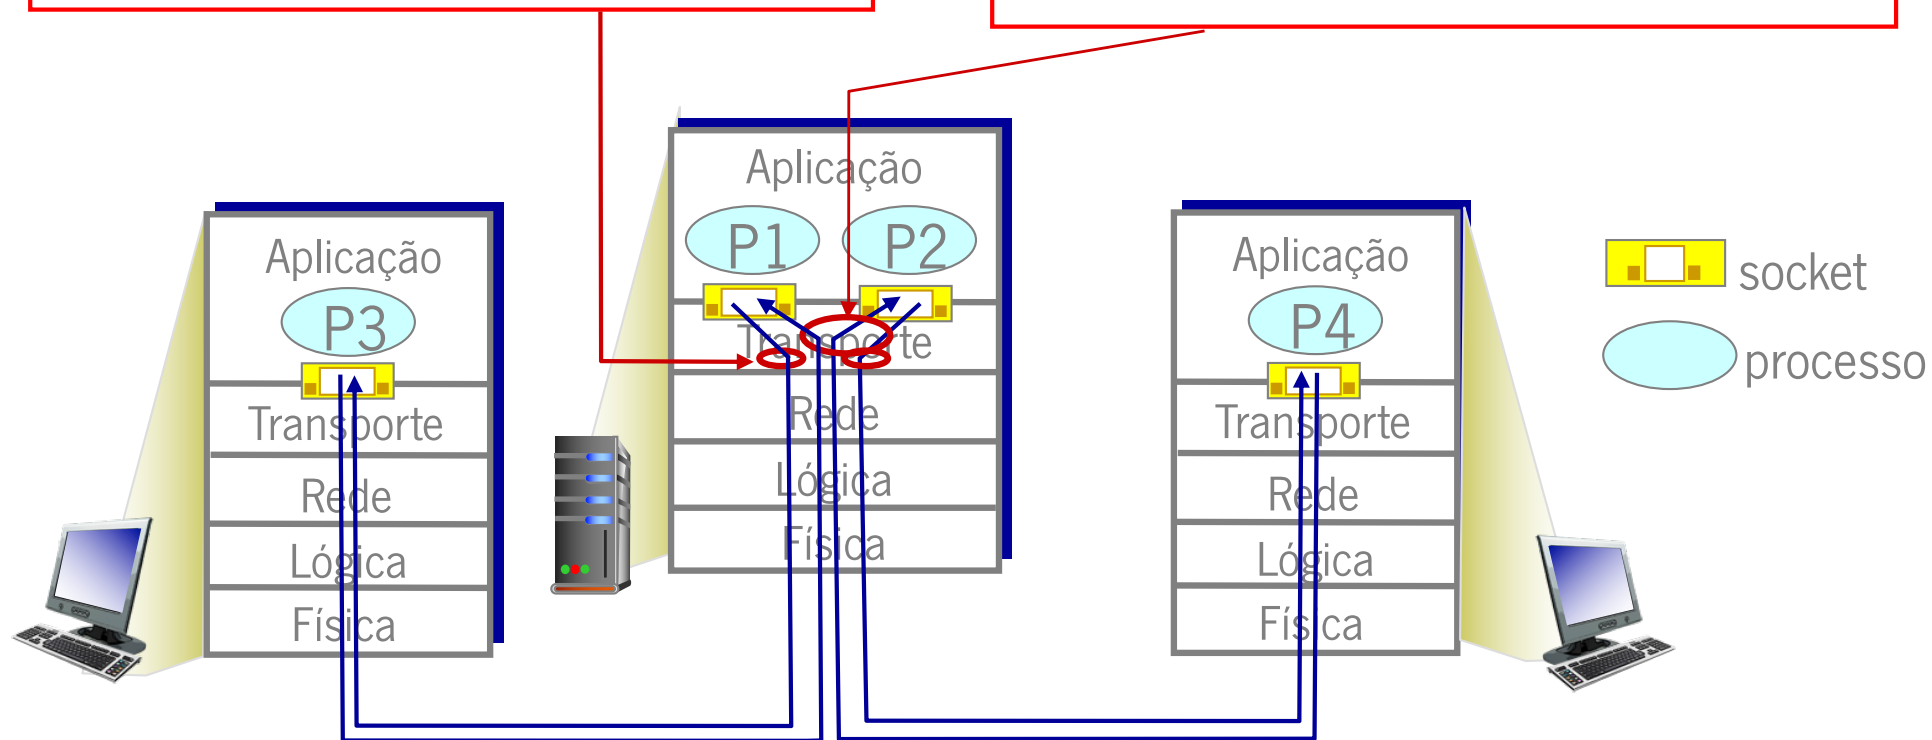 Aplicação
P3
Transporte
Rede
Lógica
Física
Aplicação
P1
P2
Transporte
Rede
Lógica
Física
Aplicação
P4
Transporte
Rede
Lógica
Física
socket
processo